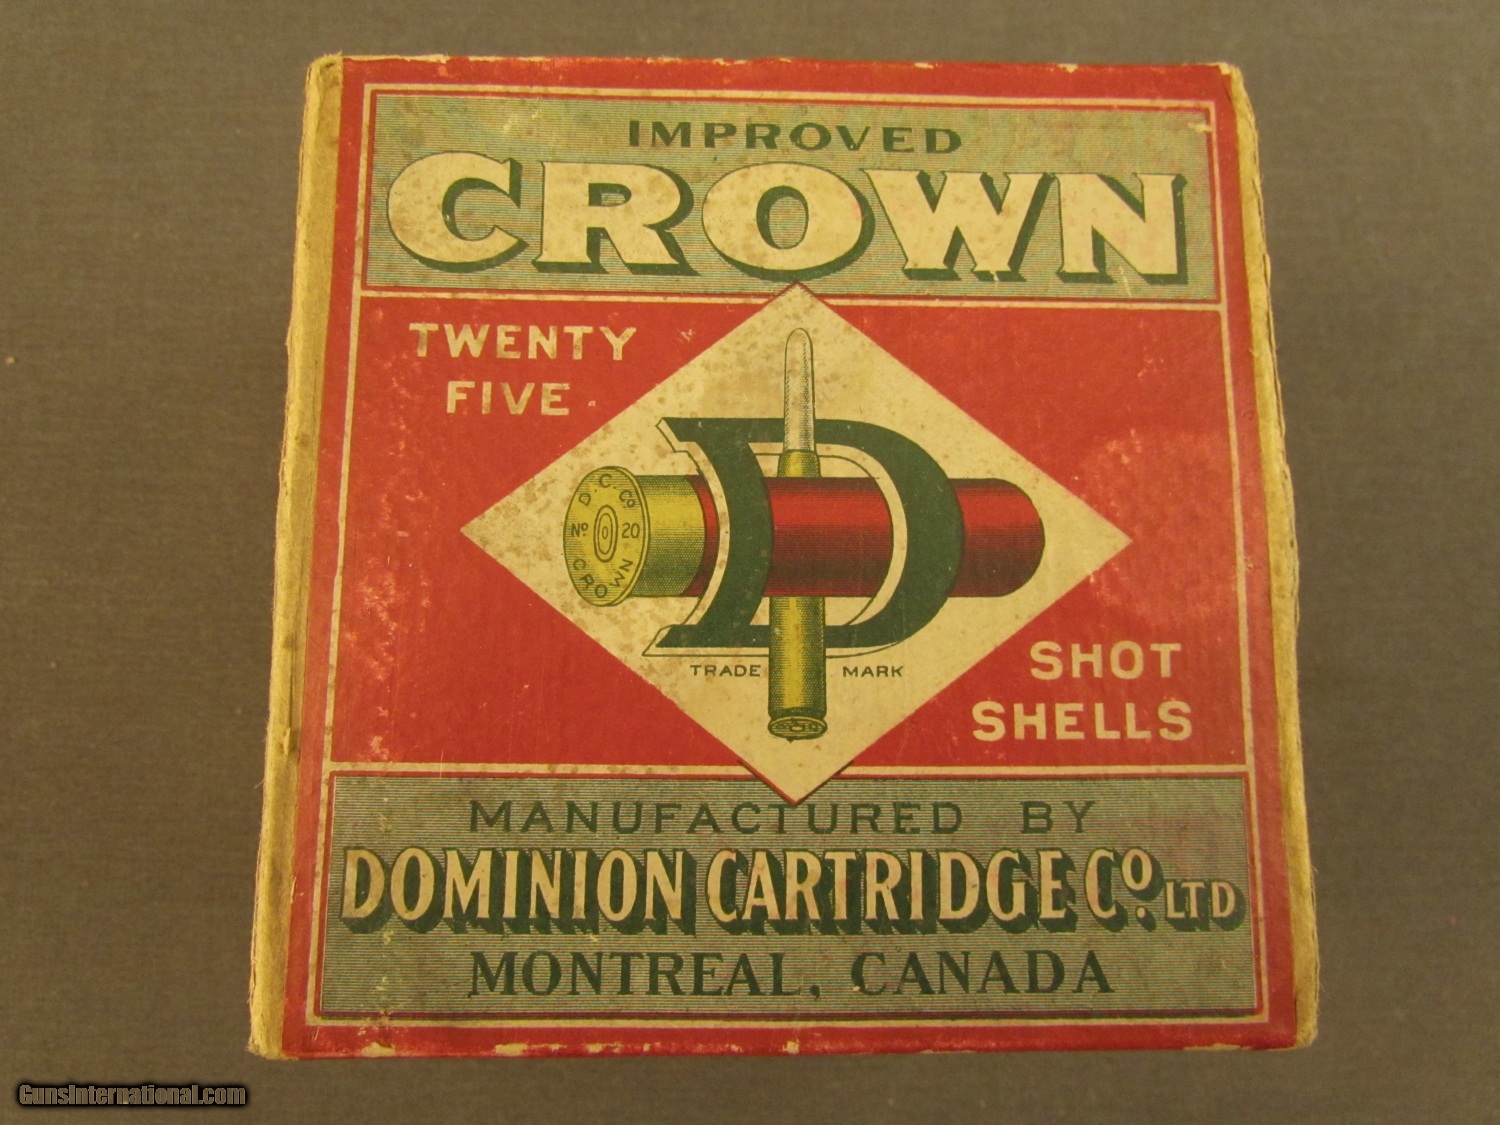 IMPROVED
CROWN
TWENTY
FIVE
D
D. C. Co
No 20
CROWN
TRADE MARK
SHOT
SHELLS
MANUFACTURED BY
DOMINION CARTRIDGE Co. LTD
MONTREAL, CANADA
GunsInternational.com